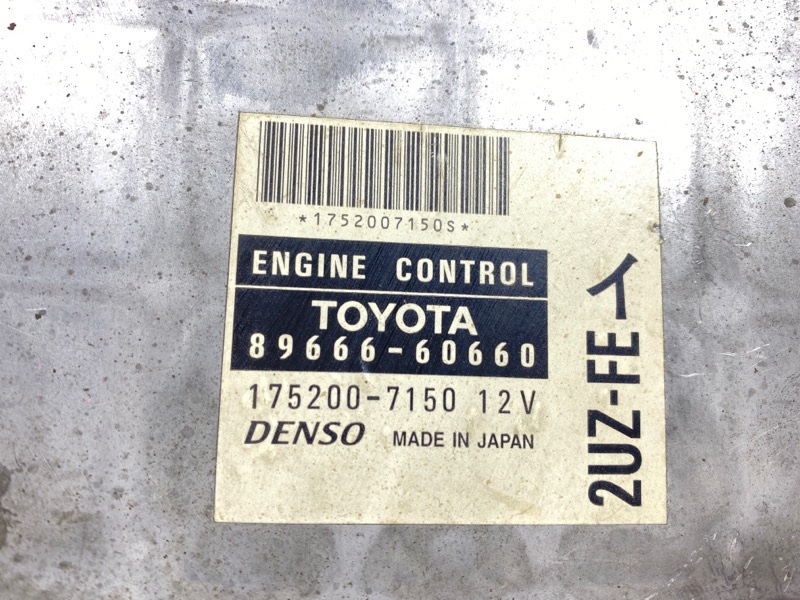 *1752007150S*
ENGINE CONTROL
TOYOTA
89666-60660
175200-7150 12V
DENSO MADE IN JAPAN
2UZ-FE イ